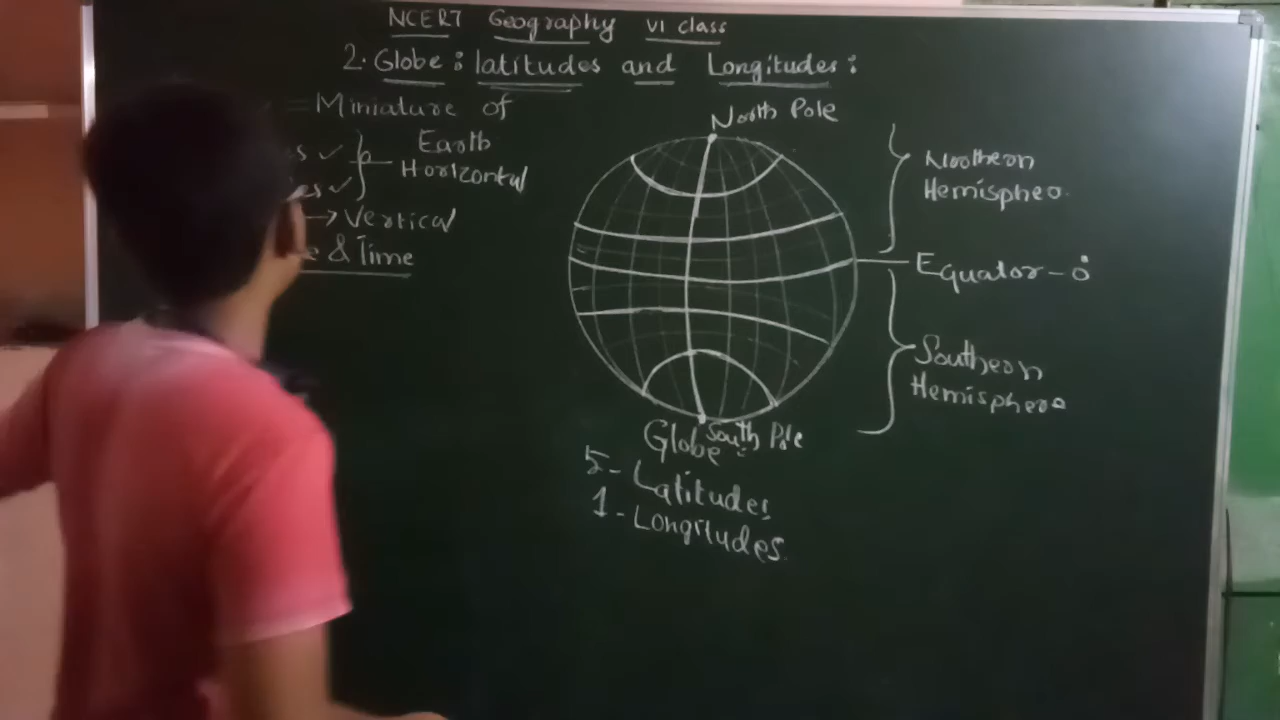 NCERT Geography VI class
2. Globe : latitudes and Longitudes :
= Miniature of
Earth
Horizontal
→ Vertical
& Time
North Pole
Northern
Hemispher
Equator - 0°
Southern
Hemisphere
South Pole
Globe :
5 - Latitudes
1 - Longitudes.